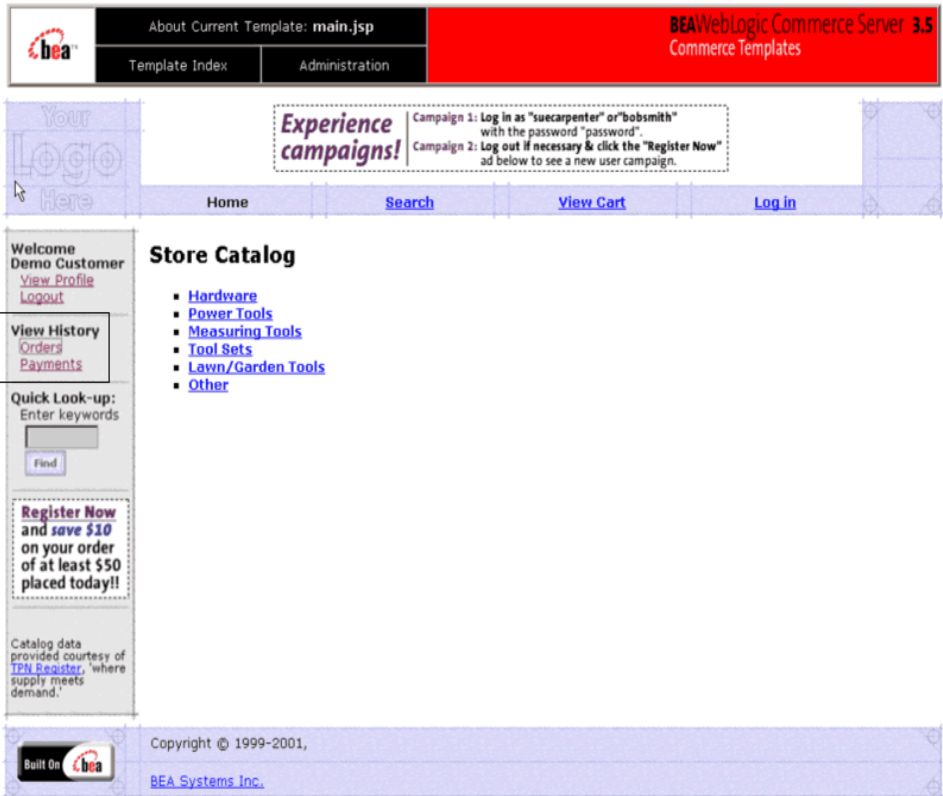 bea™
About Current Template: main.jsp
Template Index
Administration
BEAWebLogic Commerce Server 3.5
Commerce Templates
Your
Logo
Here
Experience
campaigns!
Campaign 1: Log in as "suecarpenter" or"bobsmith"
with the password "password".
Campaign 2: Log out if necessary & click the "Register Now"
ad below to see a new user campaign.
Home
Search
View Cart
Log in
Welcome
Demo Customer
View Profile
Logout
View History
Orders
Payments
Quick Look-up:
Enter keywords
Find
Register Now
and save $10
on your order
of at least $50
placed today!!
Catalog data
provided courtesy of
TPN Register, 'where
supply meets
demand.'
Store Catalog
Hardware
Power Tools
Measuring Tools
Tool Sets
Lawn/Garden Tools
Other
Built On bea
Copyright © 1999-2001,
BEA Systems Inc.